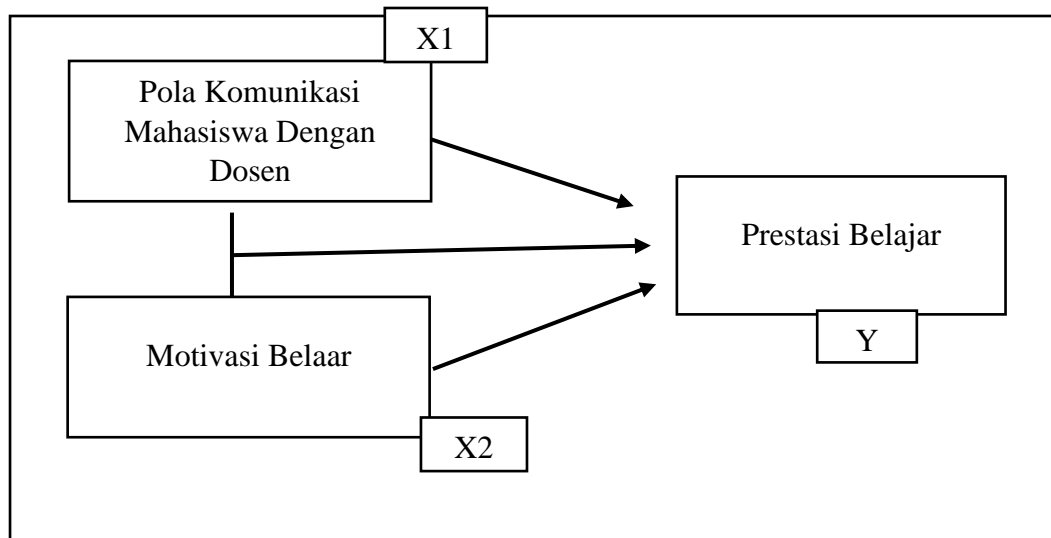 X1
Pola Komunikasi
Mahasiswa Dengan
Dosen
Prestasi Belajar
Y
Motivasi Belaar
X2